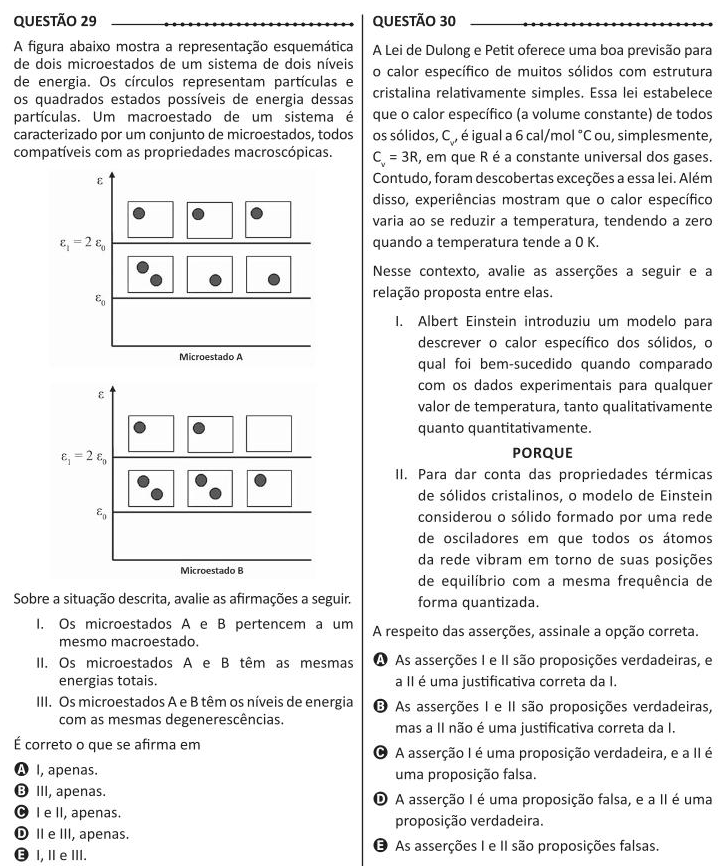 QUESTÃO 29
A figura abaixo mostra a representação esquemática
de dois microestados de um sistema de dois níveis
de energia. Os círculos representam partículas e
os quadrados estados possíveis de energia dessas
partículas. Um macroestado de um sistema é
caracterizado por um conjunto de microestados, todos
compatíveis com as propriedades macroscópicas.
ε
ε₁ = 2 ε₀
ε₀
Microestado A
ε
ε₁ = 2 ε₀
ε₀
Microestado B
Sobre a situação descrita, avalie as afirmações a seguir.
I. Os microestados A e B pertencem a um
mesmo macroestado.
II. Os microestados A e B têm as mesmas
energias totais.
III. Os microestados A e B têm os níveis de energia
com as mesmas degenerescências.
É correto o que se afirma em
A I, apenas.
B III, apenas.
C I e II, apenas.
D II e III, apenas.
E I, II e III.
QUESTÃO 30
A Lei de Dulong e Petit oferece uma boa previsão para
o calor específico de muitos sólidos com estrutura
cristalina relativamente simples. Essa lei estabelece
que o calor específico (a volume constante) de todos
os sólidos, Cᵥ, é igual a 6 cal/mol °C ou, simplesmente,
Cᵥ = 3R, em que R é a constante universal dos gases.
Contudo, foram descobertas exceções a essa lei. Além
disso, experiências mostram que o calor específico
varia ao se reduzir a temperatura, tendendo a zero
quando a temperatura tende a 0 K.
Nesse contexto, avalie as asserções a seguir e a
relação proposta entre elas.
I. Albert Einstein introduziu um modelo para
descrever o calor específico dos sólidos, o
qual foi bem-sucedido quando comparado
com os dados experimentais para qualquer
valor de temperatura, tanto qualitativamente
quanto quantitativamente.
PORQUE
II. Para dar conta das propriedades térmicas
de sólidos cristalinos, o modelo de Einstein
considerou o sólido formado por uma rede
de osciladores em que todos os átomos
da rede vibram em torno de suas posições
de equilíbrio com a mesma frequência de
forma quantizada.
A respeito das asserções, assinale a opção correta.
A As asserções I e II são proposições verdadeiras, e
a II é uma justificativa correta da I.
B As asserções I e II são proposições verdadeiras,
mas a II não é uma justificativa correta da I.
C A asserção I é uma proposição verdadeira, e a II é
uma proposição falsa.
D A asserção I é uma proposição falsa, e a II é uma
proposição verdadeira.
E As asserções I e II são proposições falsas.